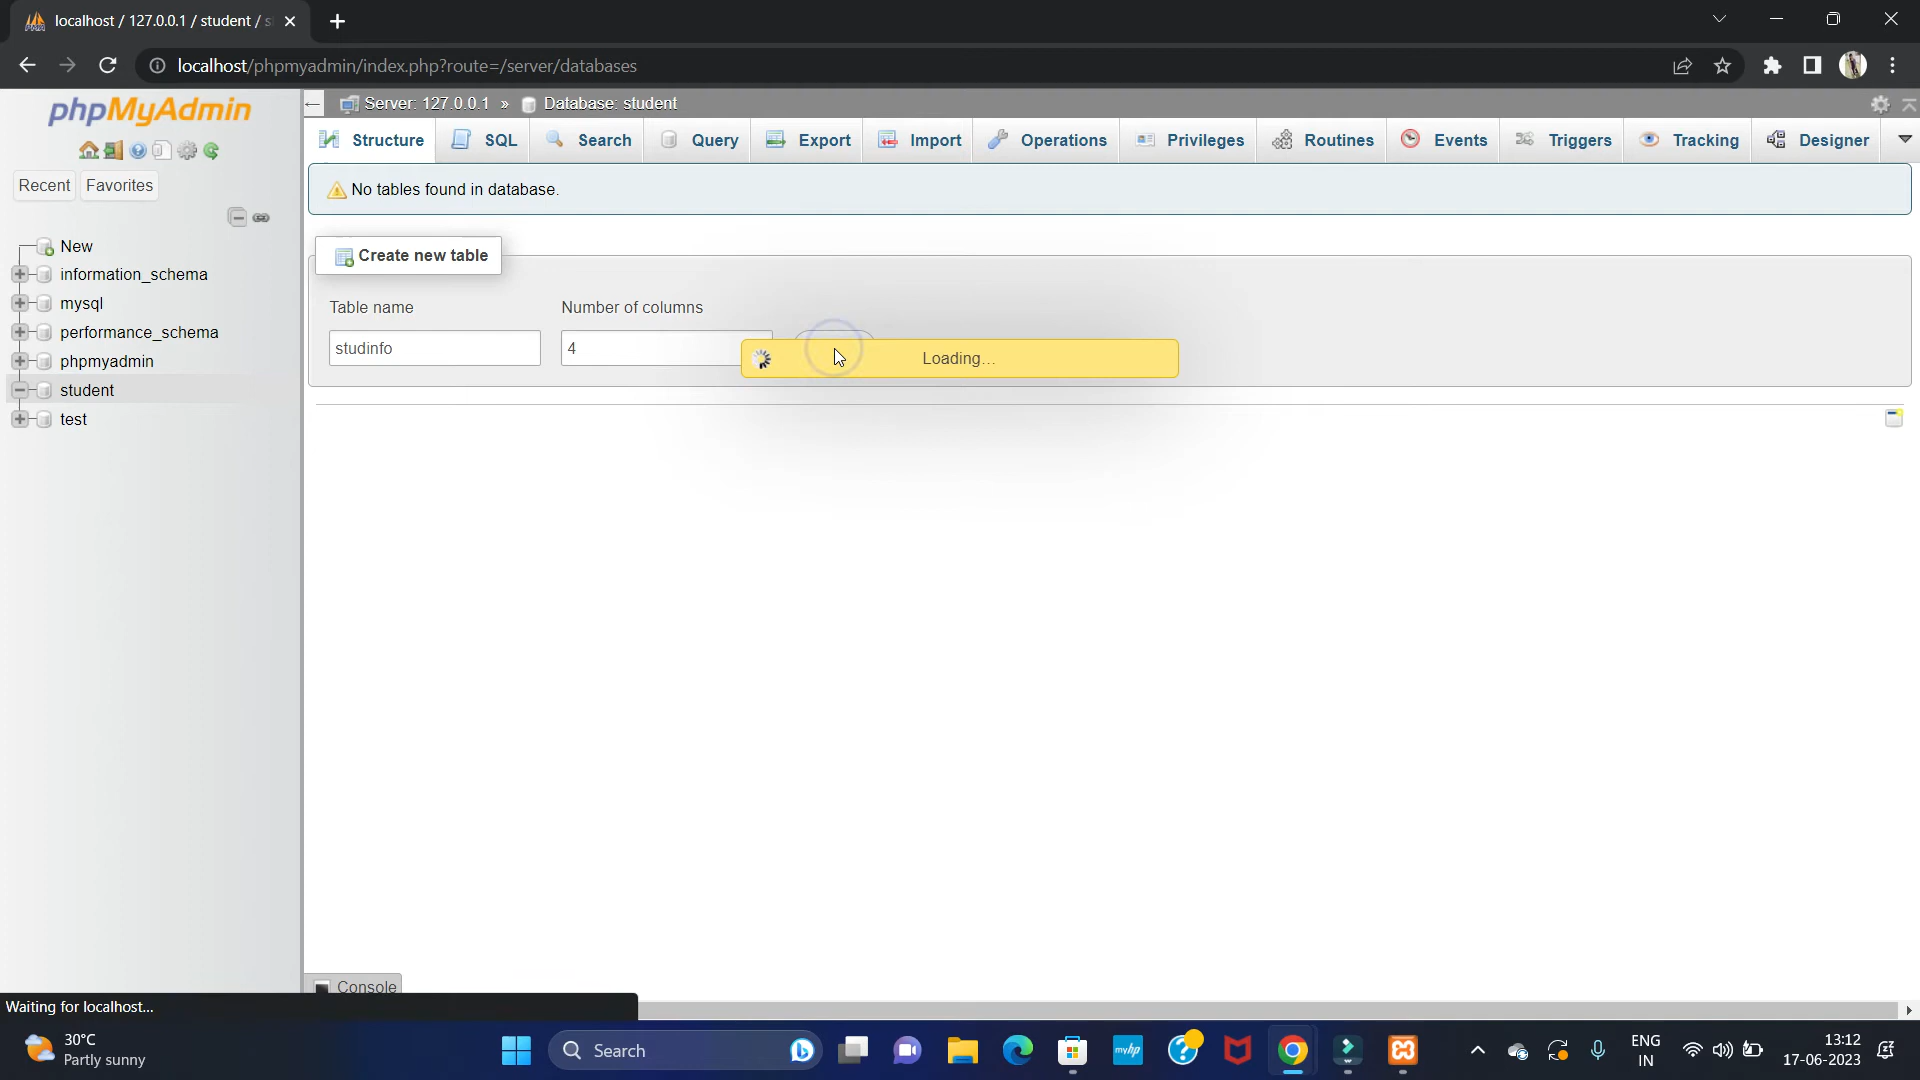 localhost / 127.0.0.1 / student / s
localhost/phpmyadmin/index.php?route=/server/databases
phpMyAdmin
Server: 127.0.0.1 » Database: student
Structure SQL Search Query Export Import Operations Privileges Routines Events Triggers Tracking Designer
Recent Favorites
No tables found in database.
New
information_schema
mysql
performance_schema
phpmyadmin
student
test
Create new table
Table name Number of columns
studinfo 4
Loading...
Console
Waiting for localhost...
30°C
Partly sunny
Search
myhp
ENG
IN
13:12
17-06-2023